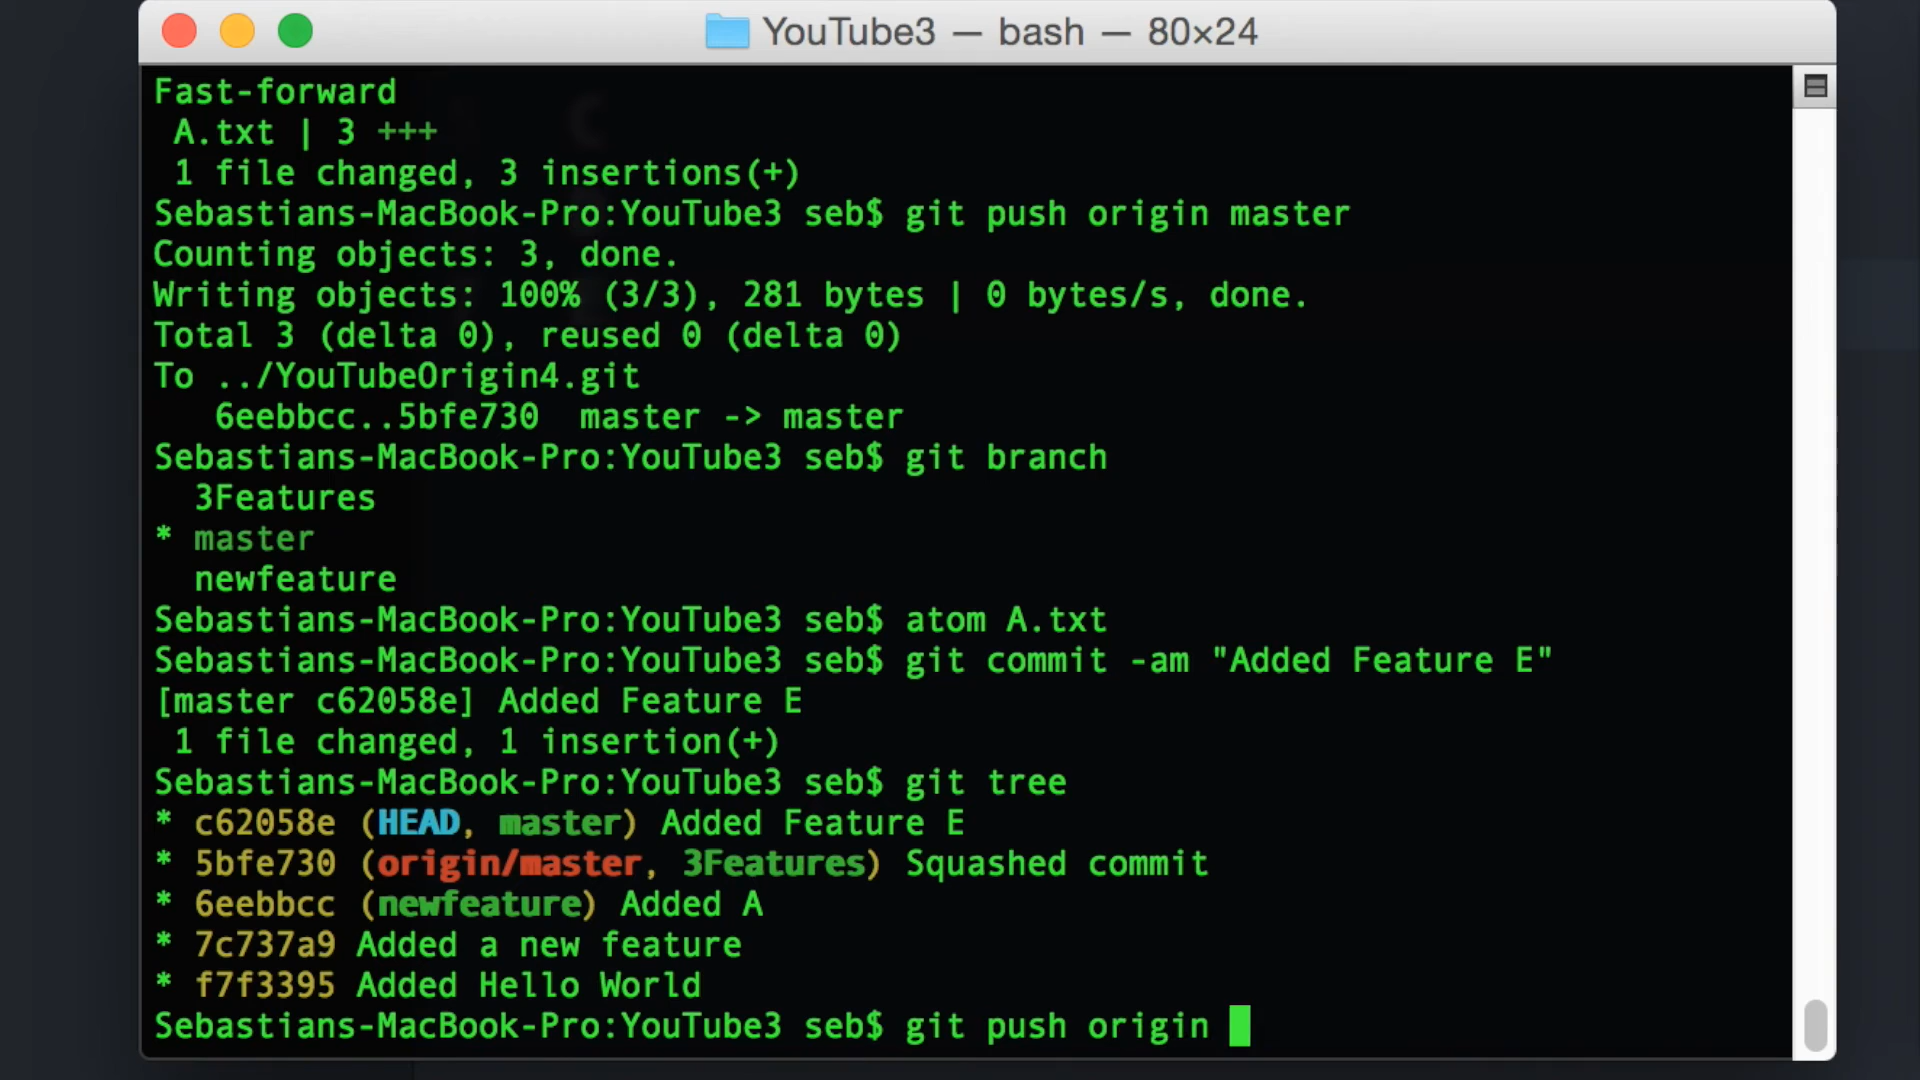 YouTube3 — bash — 80×24
Fast-forward
A.txt | 3 +++
1 file changed, 3 insertions(+)
Sebastians-MacBook-Pro:YouTube3 seb$ git push origin master
Counting objects: 3, done.
Writing objects: 100% (3/3), 281 bytes | 0 bytes/s, done.
Total 3 (delta 0), reused 0 (delta 0)
To ../YouTubeOrigin4.git
6eebbcc..5bfe730  master -> master
Sebastians-MacBook-Pro:YouTube3 seb$ git branch
3Features
* master
newfeature
Sebastians-MacBook-Pro:YouTube3 seb$ atom A.txt
Sebastians-MacBook-Pro:YouTube3 seb$ git commit -am "Added Feature E"
[master c62058e] Added Feature E
1 file changed, 1 insertion(+)
Sebastians-MacBook-Pro:YouTube3 seb$ git tree
* c62058e (HEAD, master) Added Feature E
* 5bfe730 (origin/master, 3Features) Squashed commit
* 6eebbcc (newfeature) Added A
* 7c737a9 Added a new feature
* f7f3395 Added Hello World
Sebastians-MacBook-Pro:YouTube3 seb$ git push origin